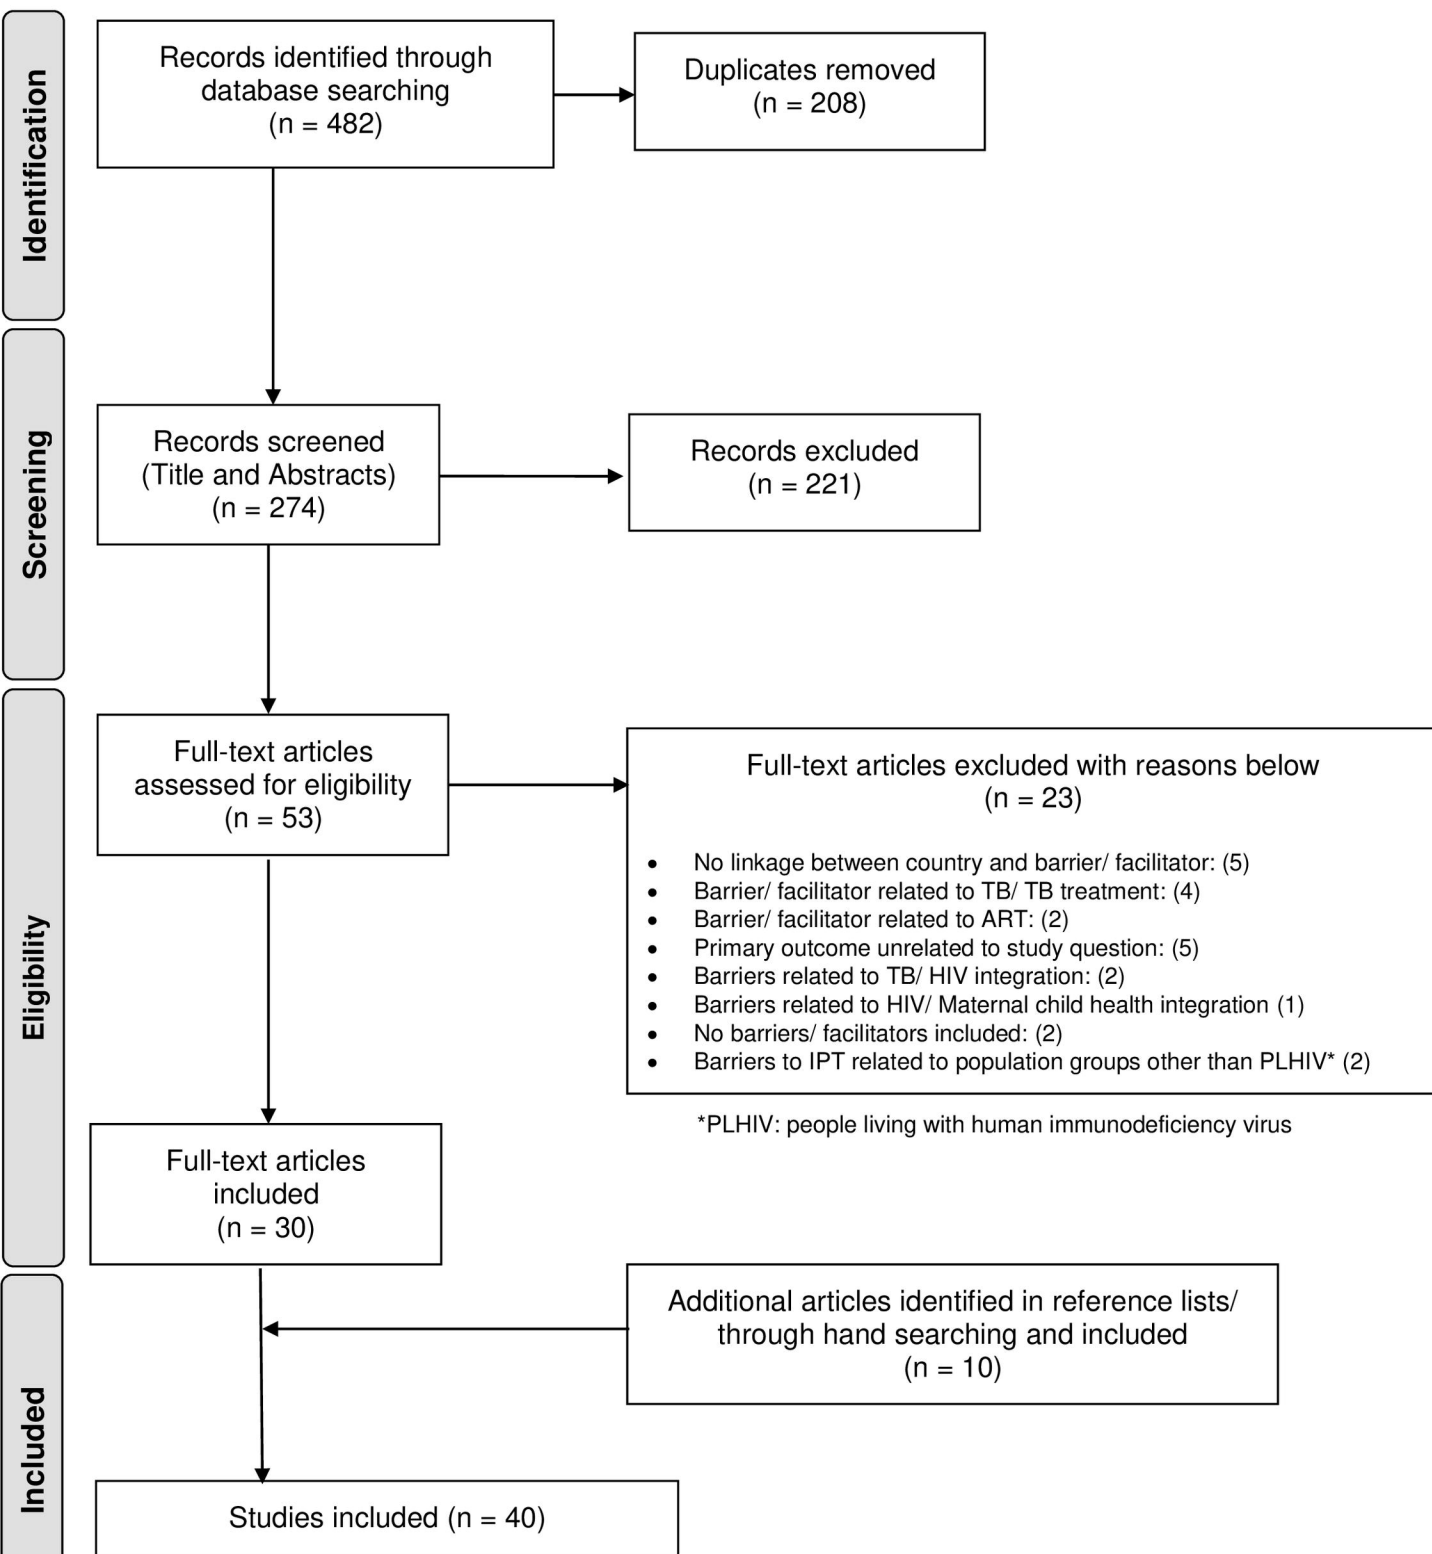 Identification
Records identified through
database searching
(n = 482)
Duplicates removed
(n = 208)
Screening
Records screened
(Title and Abstracts)
(n = 274)
Records excluded
(n = 221)
Eligibility
Full-text articles
assessed for eligibility
(n = 53)
Full-text articles excluded with reasons below
(n = 23)
• No linkage between country and barrier/ facilitator: (5)
• Barrier/ facilitator related to TB/ TB treatment: (4)
• Barrier/ facilitator related to ART: (2)
• Primary outcome unrelated to study question: (5)
• Barriers related to TB/ HIV integration: (2)
• Barriers related to HIV/ Maternal child health integration (1)
• No barriers/ facilitators included: (2)
• Barriers to IPT related to population groups other than PLHIV* (2)
*PLHIV: people living with human immunodeficiency virus
Full-text articles
included
(n = 30)
Included
Additional articles identified in reference lists/
through hand searching and included
(n = 10)
Studies included (n = 40)